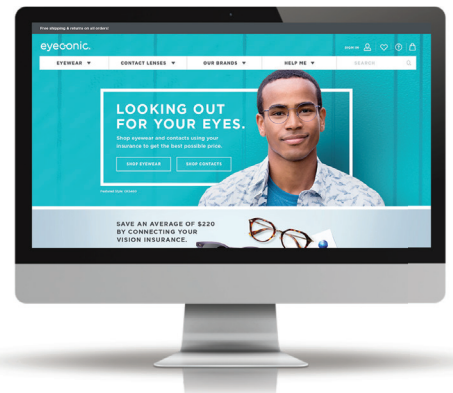 Free shipping & returns on all orders!
eyeconic.
SIGN IN
EYEWEAR
CONTACT LENSES
OUR BRANDS
HELP ME
SEARCH
LOOKING OUT
FOR YOUR EYES.
Shop eyewear and contacts using your
insurance to get the best possible price.
SHOP EYEWEAR
SHOP CONTACTS
SAVE AN AVERAGE OF $220
BY CONNECTING YOUR
VISION INSURANCE.